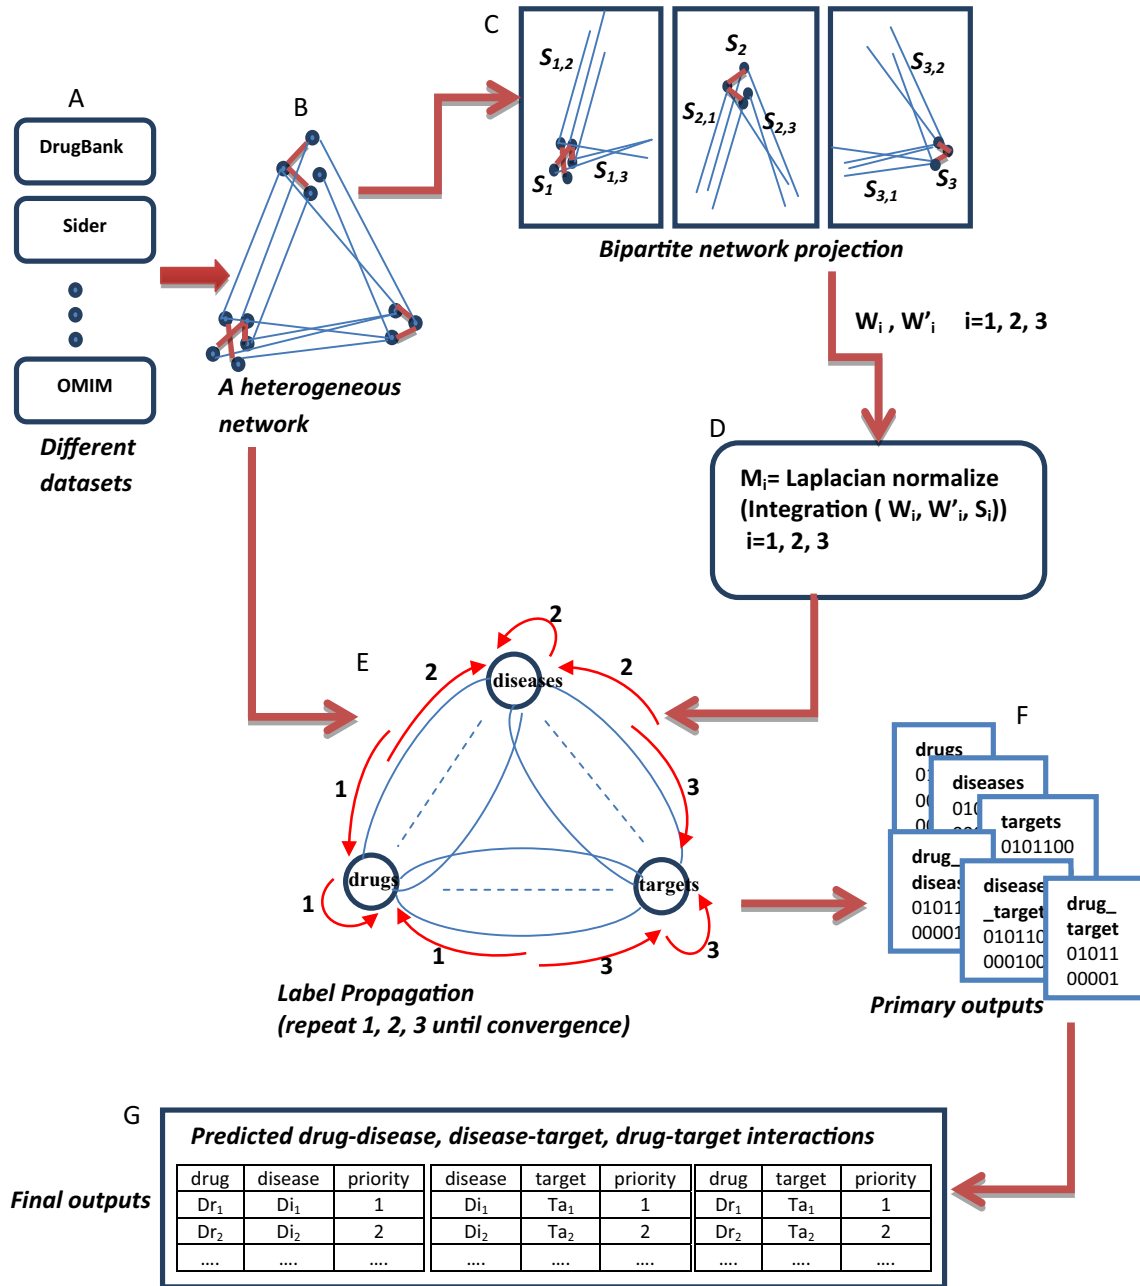 A
DrugBank
Sider
OMIM
Different
datasets
B
A heterogeneous
network
C
S1,2
S1
S1,3
S2
S2,1
S2,3
S3,2
S3,1
S3
Bipartite network projection
Wi , W'i i=1, 2, 3
D
Mi= Laplacian normalize
(Integration ( Wi, W'i, Si))
i=1, 2, 3
E
2
2
2
diseases
1
3
drugs
targets
1
1
3
3
Label Propagation
(repeat 1, 2, 3 until convergence)
F
drugs
diseases
010
targets
0101100
drug_
diseas
01011
00001
disease
_target
010110
000100
drug_
target
01011
00001
Primary outputs
G
Predicted drug-disease, disease-target, drug-target interactions
Final outputs
drug disease priority disease target priority drug target priority
Dr1 Di1 1 Di1 Ta1 1 Dr1 Ta1 1
Dr2 Di2 2 Di2 Ta2 2 Dr2 Ta2 2
.... .... .... .... .... .... .... .... ....